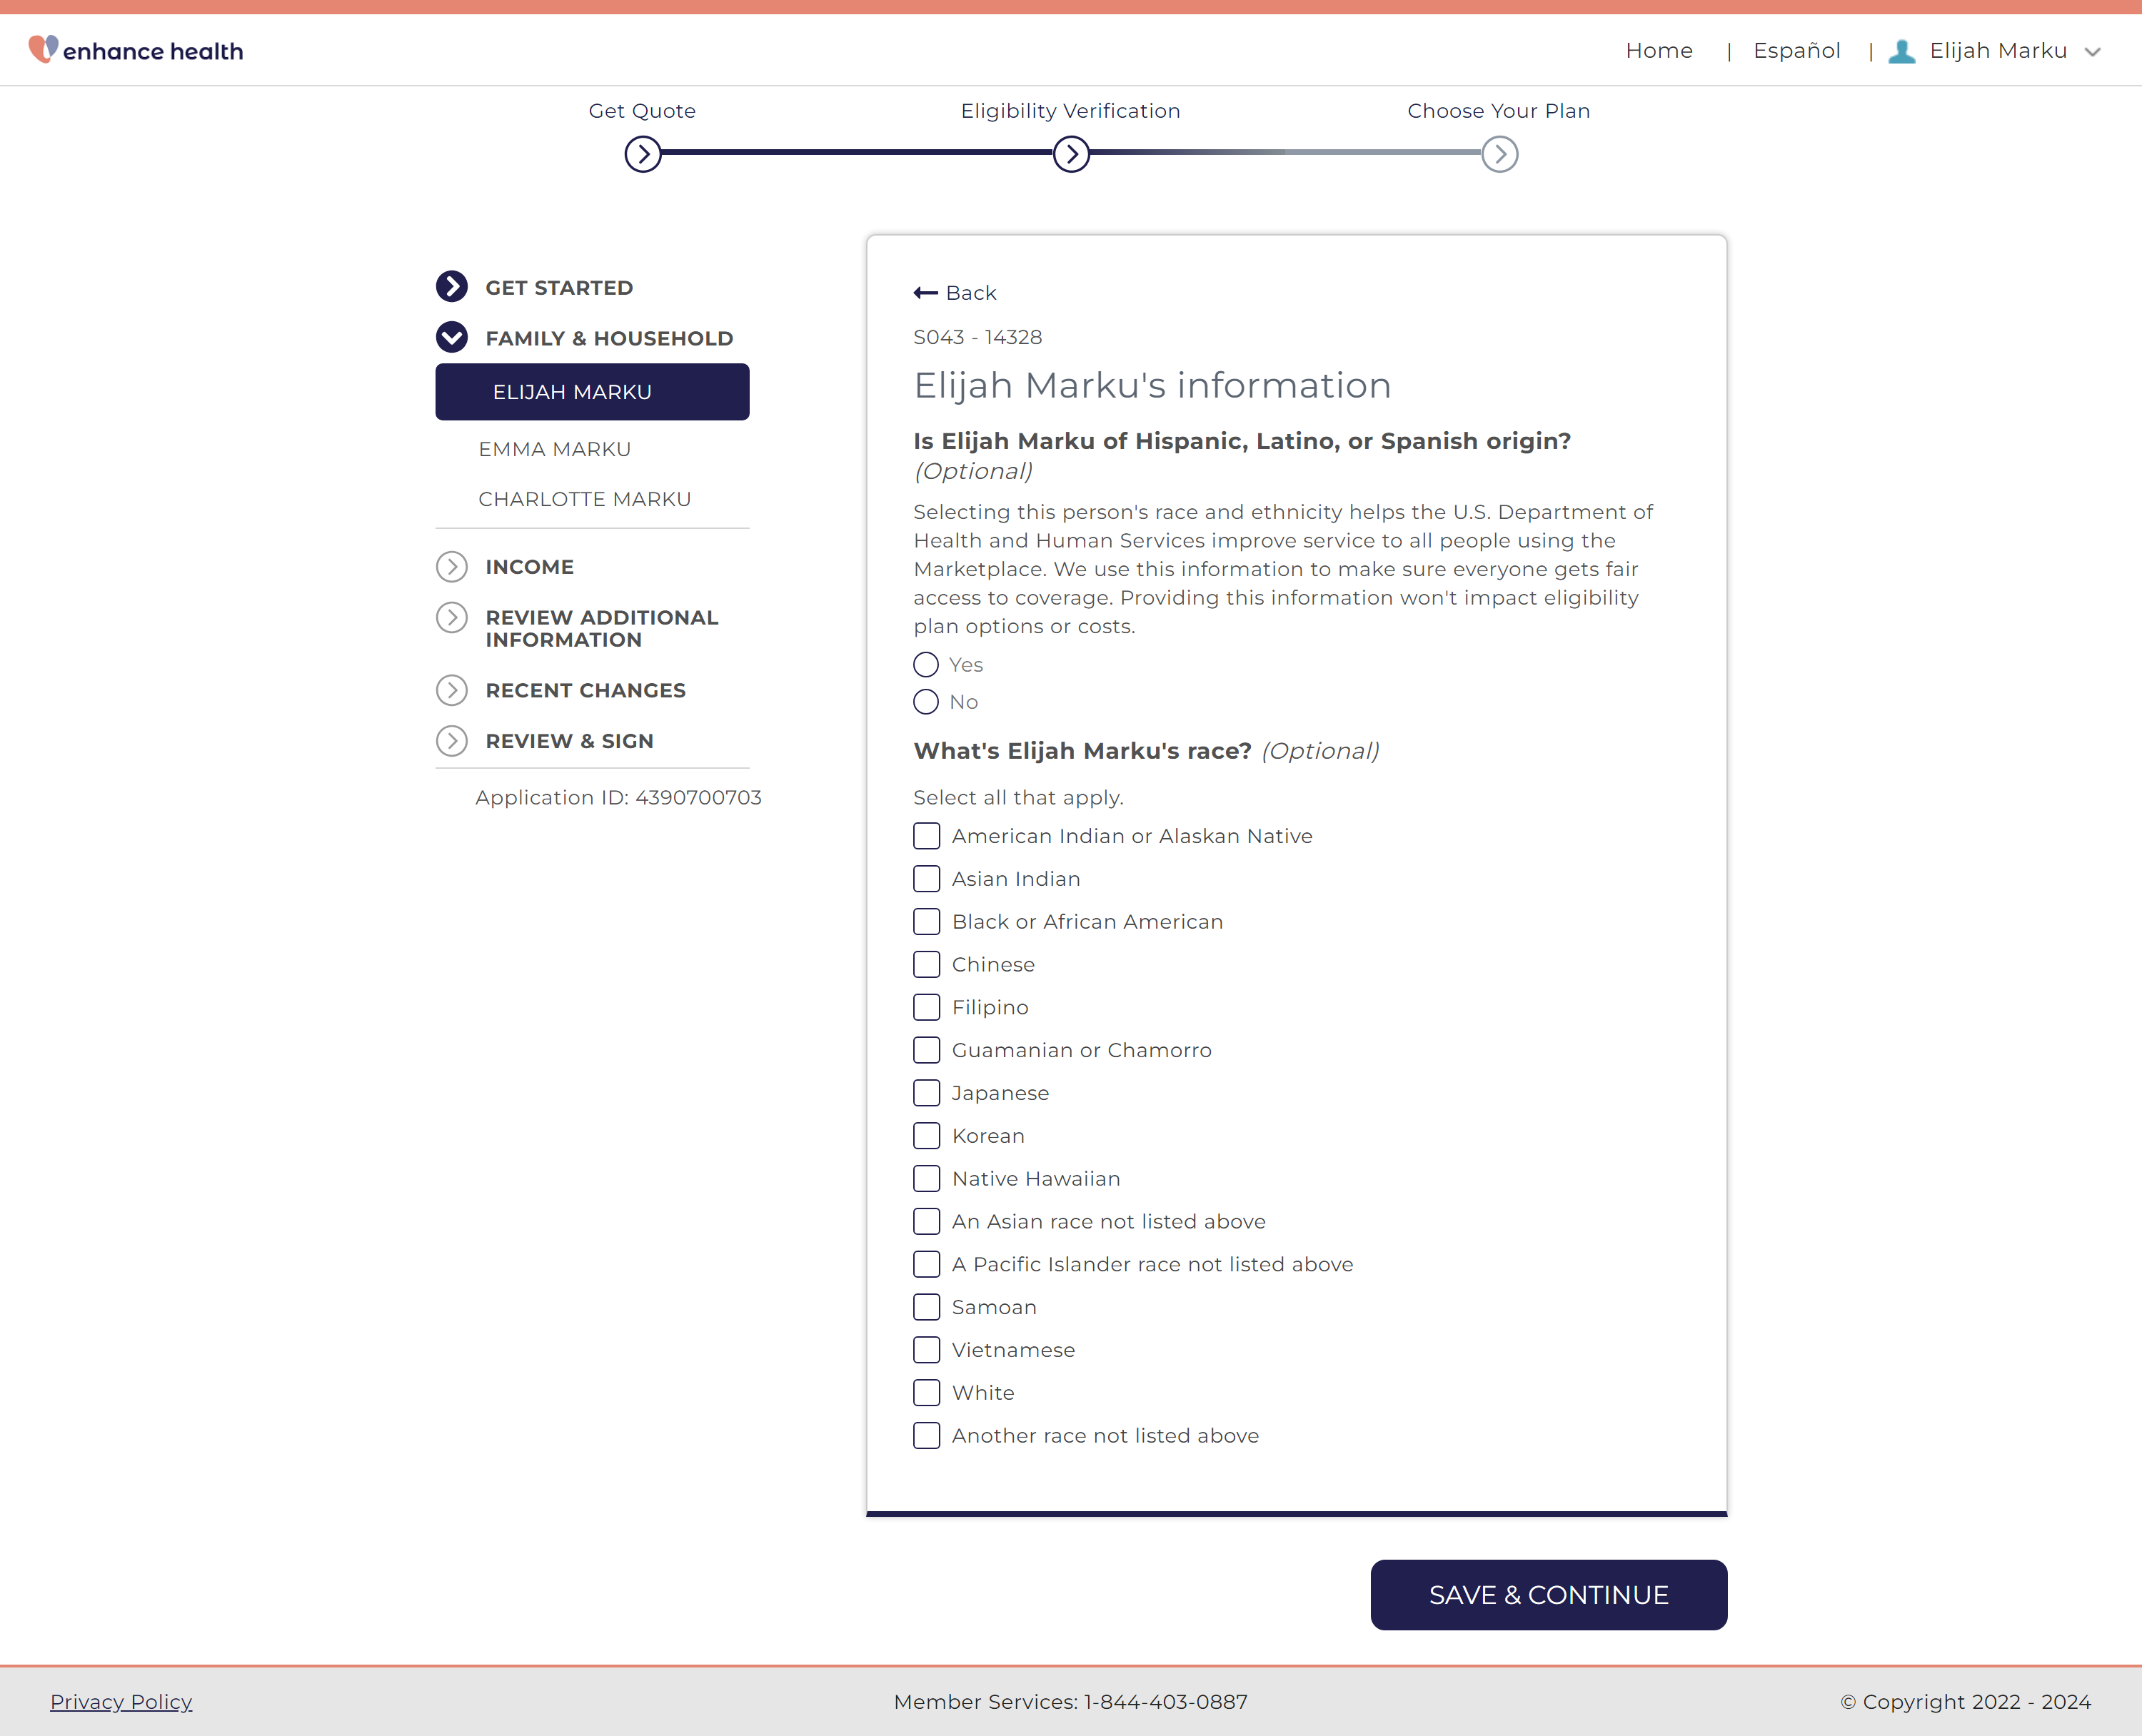 enhance health
Home | Español | Elijah Marku
Get Quote
Eligibility Verification
Choose Your Plan
GET STARTED
FAMILY & HOUSEHOLD
ELIJAH MARKU
EMMA MARKU
CHARLOTTE MARKU
INCOME
REVIEW ADDITIONAL
INFORMATION
RECENT CHANGES
REVIEW & SIGN
Application ID: 4390700703
Back
S043 - 14328
Elijah Marku's information
Is Elijah Marku of Hispanic, Latino, or Spanish origin?
(Optional)
Selecting this person's race and ethnicity helps the U.S. Department of
Health and Human Services improve service to all people using the
Marketplace. We use this information to make sure everyone gets fair
access to coverage. Providing this information won't impact eligibility
plan options or costs.
Yes
No
What's Elijah Marku's race? (Optional)
Select all that apply.
American Indian or Alaskan Native
Asian Indian
Black or African American
Chinese
Filipino
Guamanian or Chamorro
Japanese
Korean
Native Hawaiian
An Asian race not listed above
A Pacific Islander race not listed above
Samoan
Vietnamese
White
Another race not listed above
SAVE & CONTINUE
Privacy Policy
Member Services: 1-844-403-0887
© Copyright 2022 - 2024